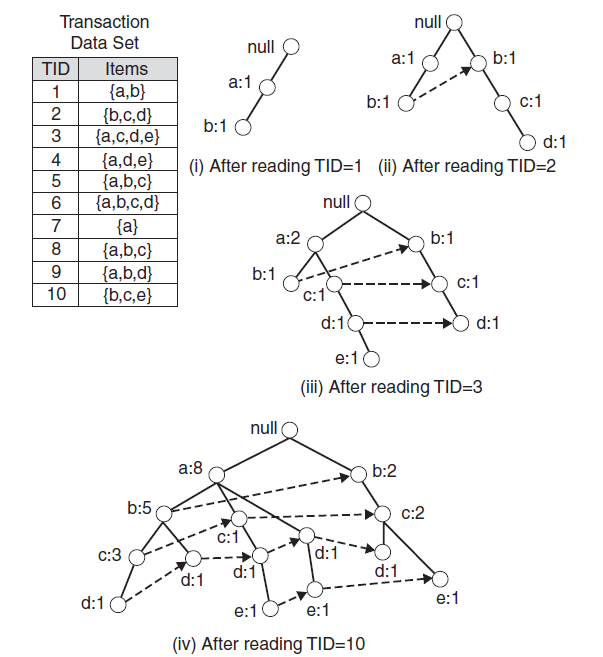 Transaction
Data Set
TID Items
1 {a,b}
2 {b,c,d}
3 {a,c,d,e}
4 {a,d,e}
5 {a,b,c}
6 {a,b,c,d}
7 {a}
8 {a,b,c}
9 {a,b,d}
10 {b,c,e}
null
a:1
b:1
(i) After reading TID=1
null
a:1 b:1
b:1 c:1
d:1
(ii) After reading TID=2
null
a:2 b:1
b:1 c:1 c:1
d:1 d:1
e:1
(iii) After reading TID=3
null
a:8 b:2
b:5 c:2
c:3 c:1 d:1
d:1 d:1 d:1
d:1 e:1 e:1 e:1
(iv) After reading TID=10